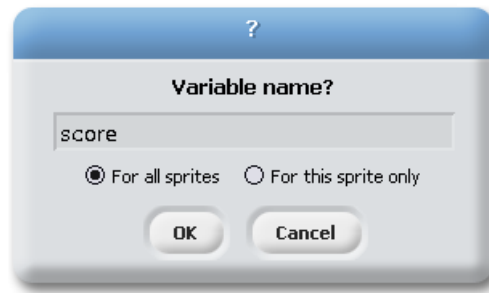 ?
Variable name?
score
For all sprites For this sprite only
OK Cancel